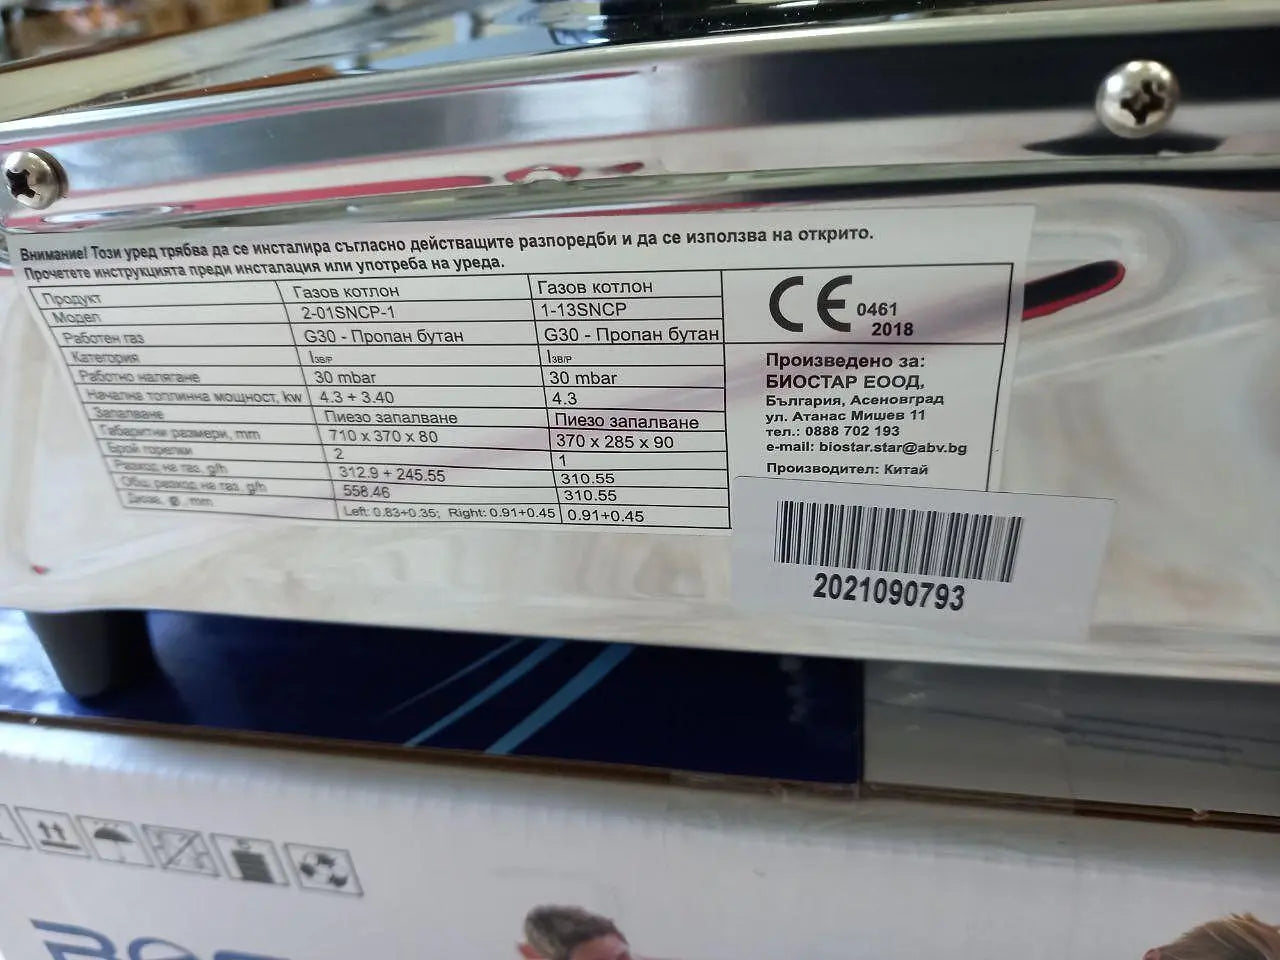 Внимание! Този уред трябва да се инсталира съгласно действащите разпоредби и да се използва на открито.
Прочетете инструкцията преди инсталация или употреба на уреда.
Продукт Газов котлон Газов котлон
Модел 2-01SNCP-1 1-13SNCP
Работен газ G30 - Пропан бутан G30 - Пропан бутан
Категория I3B/P I3B/P
Работно налягане 30 mbar 30 mbar
Начална топлинна мощност, kw 4.3 + 3.40 4.3
Запалване Пиезо запалване Пиезо запалване
Габаритни размери, mm 710 x 370 x 80 370 x 285 x 90
Брой горелки 2 1
Разход на газ, g/h 312.9 + 245.55 310.55
Общ разход на газ, g/h 558.46 310.55
Дюза, ø, mm Left: 0.83+0.35; Right: 0.91+0.45 0.91+0.45
CE 0461
2018
Произведено за:
БИОСТАР ЕООД,
България, Асеновград
ул. Атанас Мишев 11
тел.: 0888 702 193
e-mail: biostar.star@abv.bg
Производител: Китай
2021090793